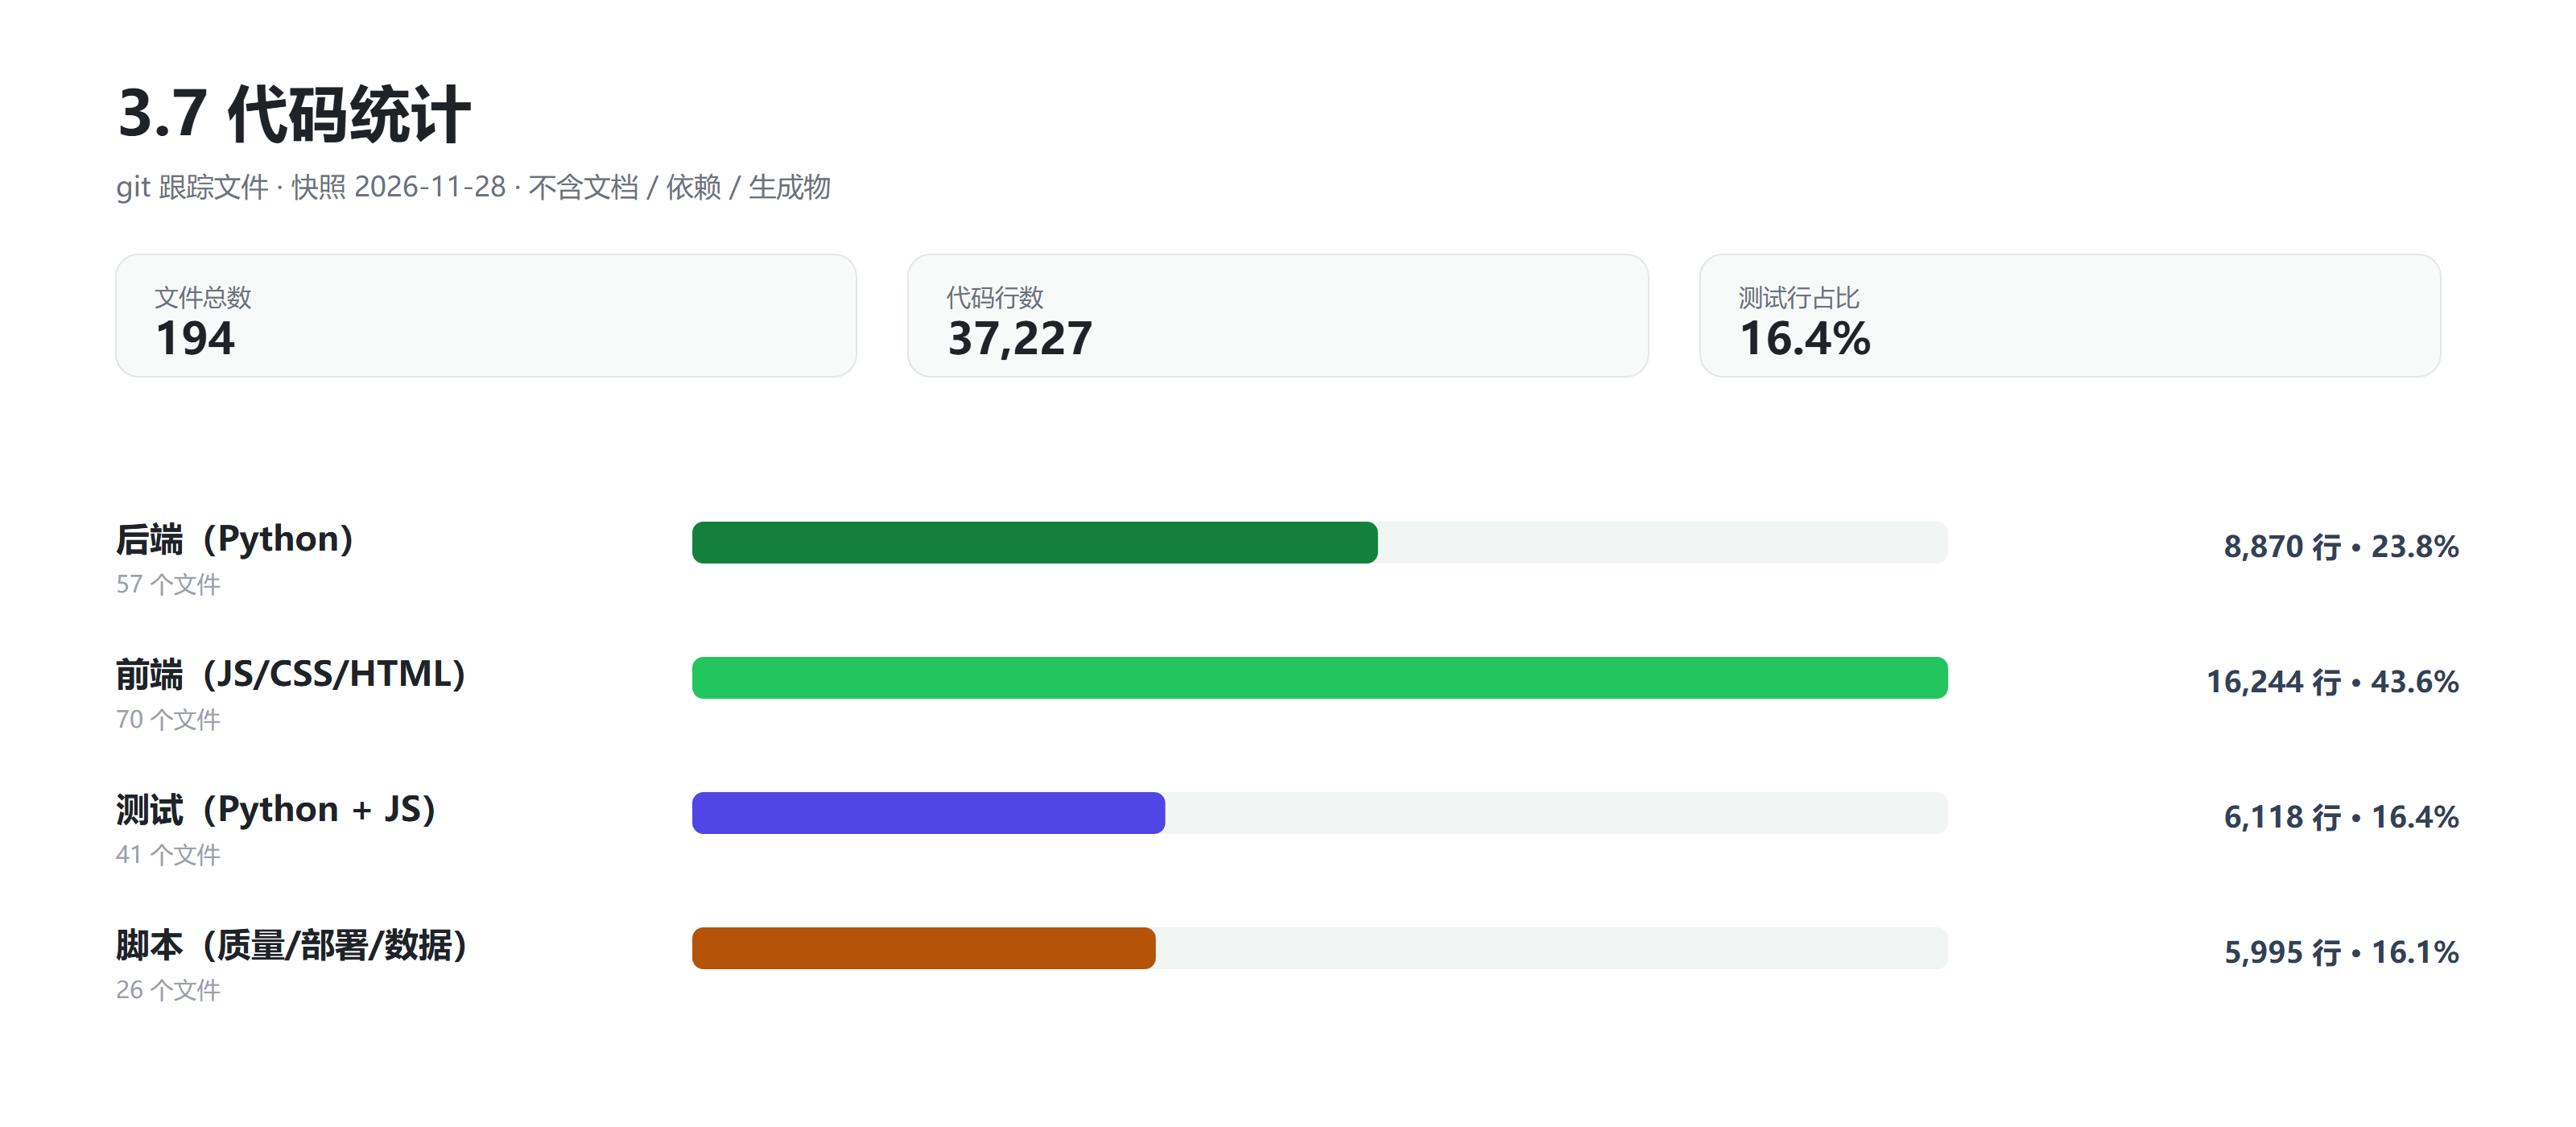 3.7 代码统计
git 跟踪文件 · 快照 2026-11-28 · 不含文档 / 依赖 / 生成物
文件总数
194
代码行数
37,227
测试行占比
16.4%
后端（Python）
57 个文件
8,870 行 • 23.8%
前端（JS/CSS/HTML）
70 个文件
16,244 行 • 43.6%
测试（Python + JS）
41 个文件
6,118 行 • 16.4%
脚本（质量/部署/数据）
26 个文件
5,995 行 • 16.1%